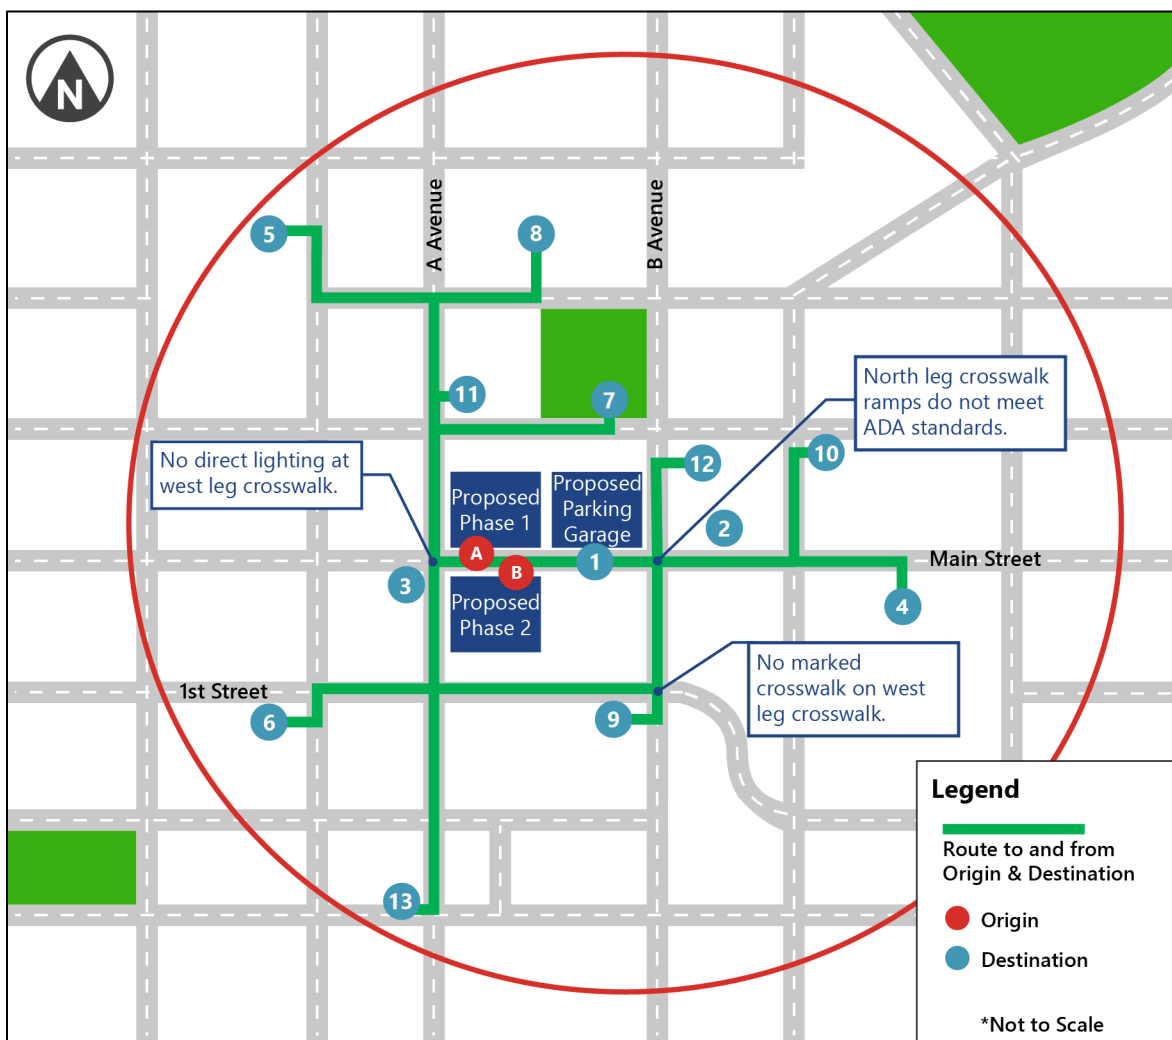 N
A Avenue
B Avenue
5
8
11
7
North leg crosswalk
ramps do not meet
ADA standards.
No direct lighting at
west leg crosswalk.
12
10
Proposed
Phase 1
Proposed
Parking
Garage
2
A
B
1
Main Street
3
4
Proposed
Phase 2
1st Street
6
9
No marked
crosswalk on west
leg crosswalk.
13
Legend
Route to and from
Origin & Destination
Origin
Destination
*Not to Scale